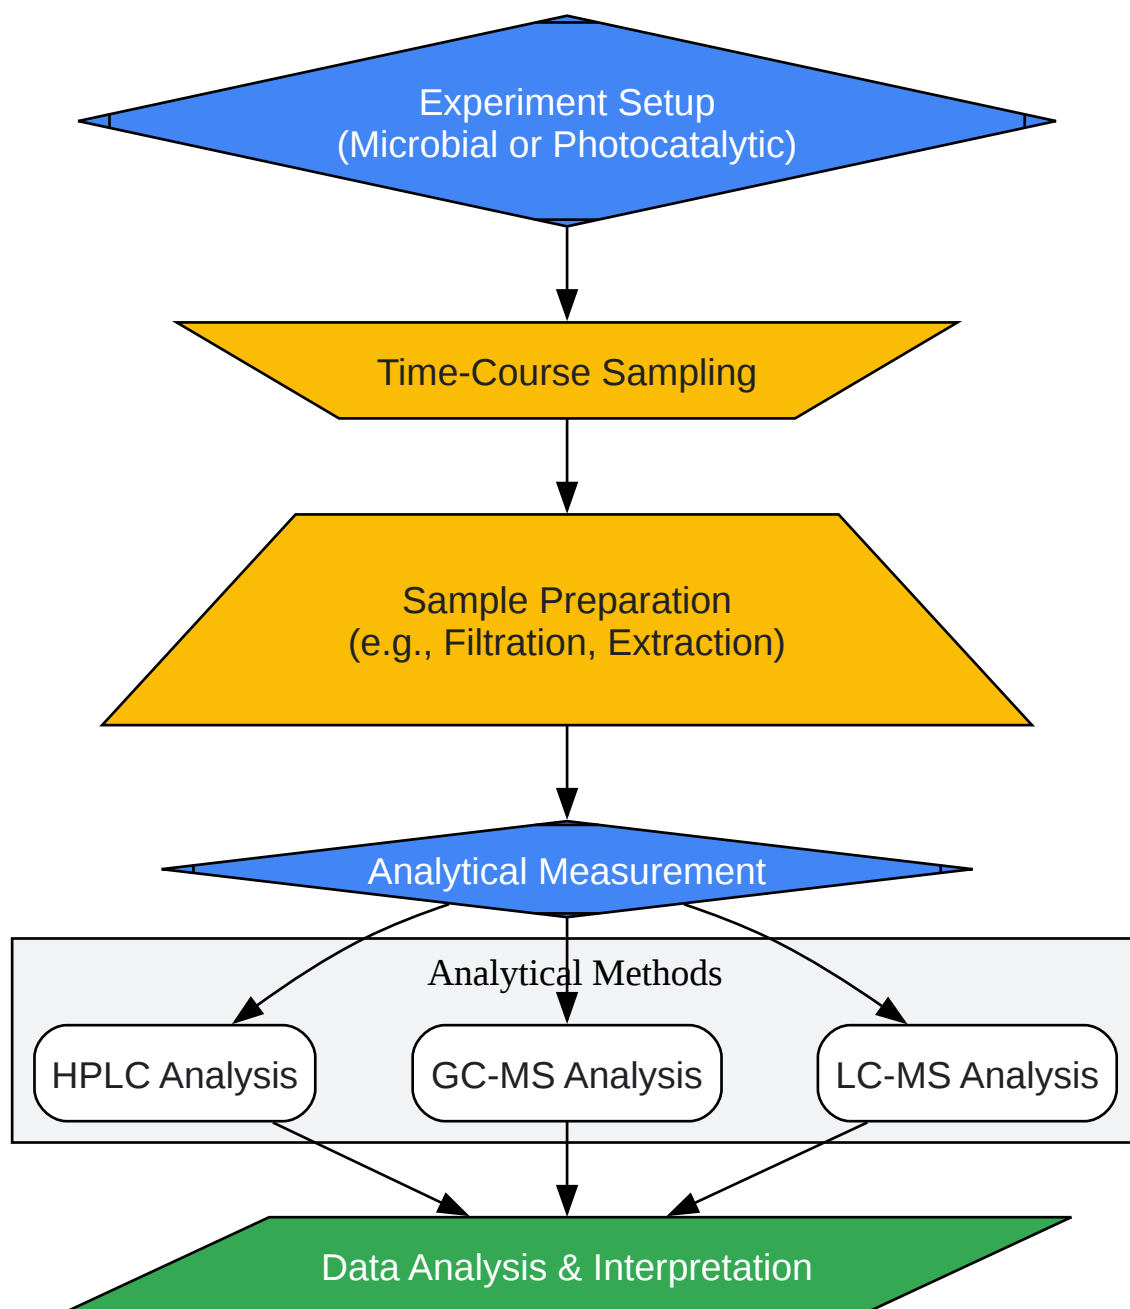 Experiment Setup
(Microbial or Photocatalytic)
Time-Course Sampling
Sample Preparation
(e.g., Filtration, Extraction)
Analytical Measurement
Analytical Methods
HPLC Analysis
GC-MS Analysis
LC-MS Analysis
Data Analysis & Interpretation